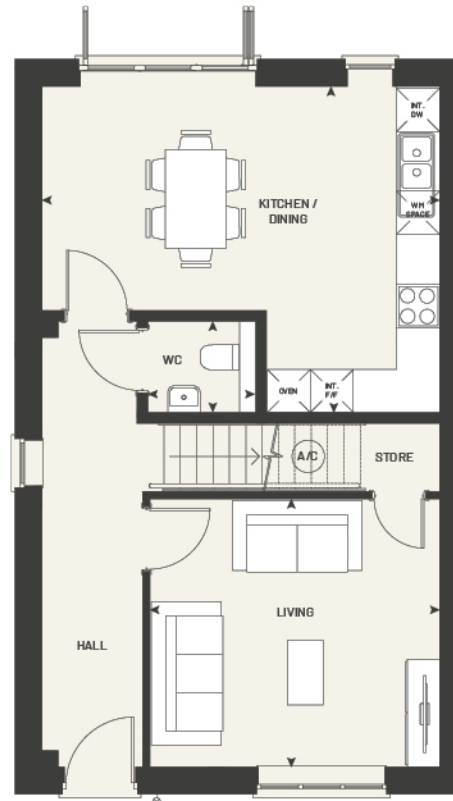 INT.
DW
KITCHEN /
DINING
WM
SPACE
WC
OVEN
INT.
F/F
A/C
STORE
LIVING
HALL